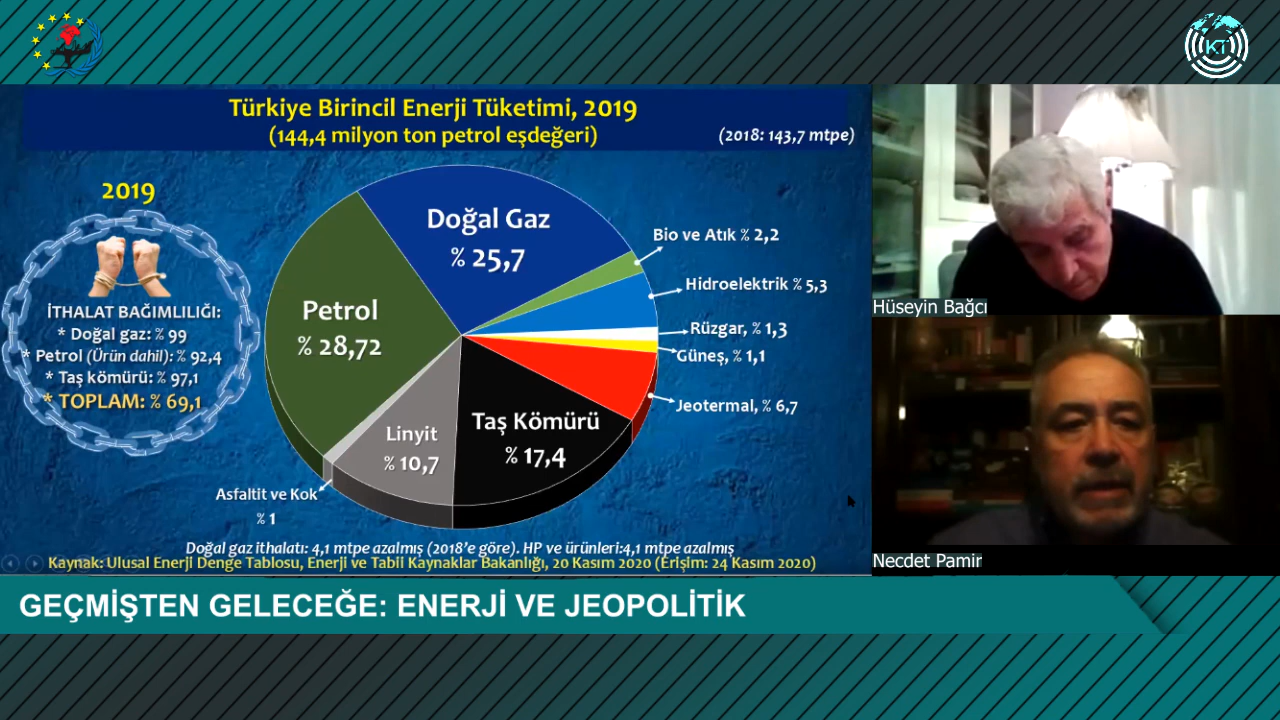 KT
Türkiye Birincil Enerji Tüketimi, 2019
(144,4 milyon ton petrol eşdeğeri)
(2018: 143,7 mtpe)
2019
İTHALAT BAĞIMLILIĞI:
* Doğal gaz: % 99
* Petrol (Ürün dahil): % 92,4
* Taş kömürü: % 97,1
* TOPLAM: % 69,1
Doğal Gaz
% 25,7
Petrol
% 28,72
Bio ve Atık % 2,2
Hidroelektrik % 5,3
Rüzgar, % 1,3
Güneş, % 1,1
Jeotermal, % 6,7
Taş Kömürü
% 17,4
Linyit
% 10,7
Asfaltit ve Kok
% 1
Doğal gaz ithalatı: 4,1 mtpe azalmış (2018'e göre). HP ve ürünleri:4,1 mtpe azalmış
Kaynak: Ulusal Enerji Denge Tablosu, Enerji ve Tabii Kaynaklar Bakanlığı, 20 Kasım 2020 (Erişim: 24 Kasım 2020)
Hüseyin Bağcı
Necdet Pamir
GEÇMİŞTEN GELECEĞE: ENERJİ VE JEOPOLİTİK